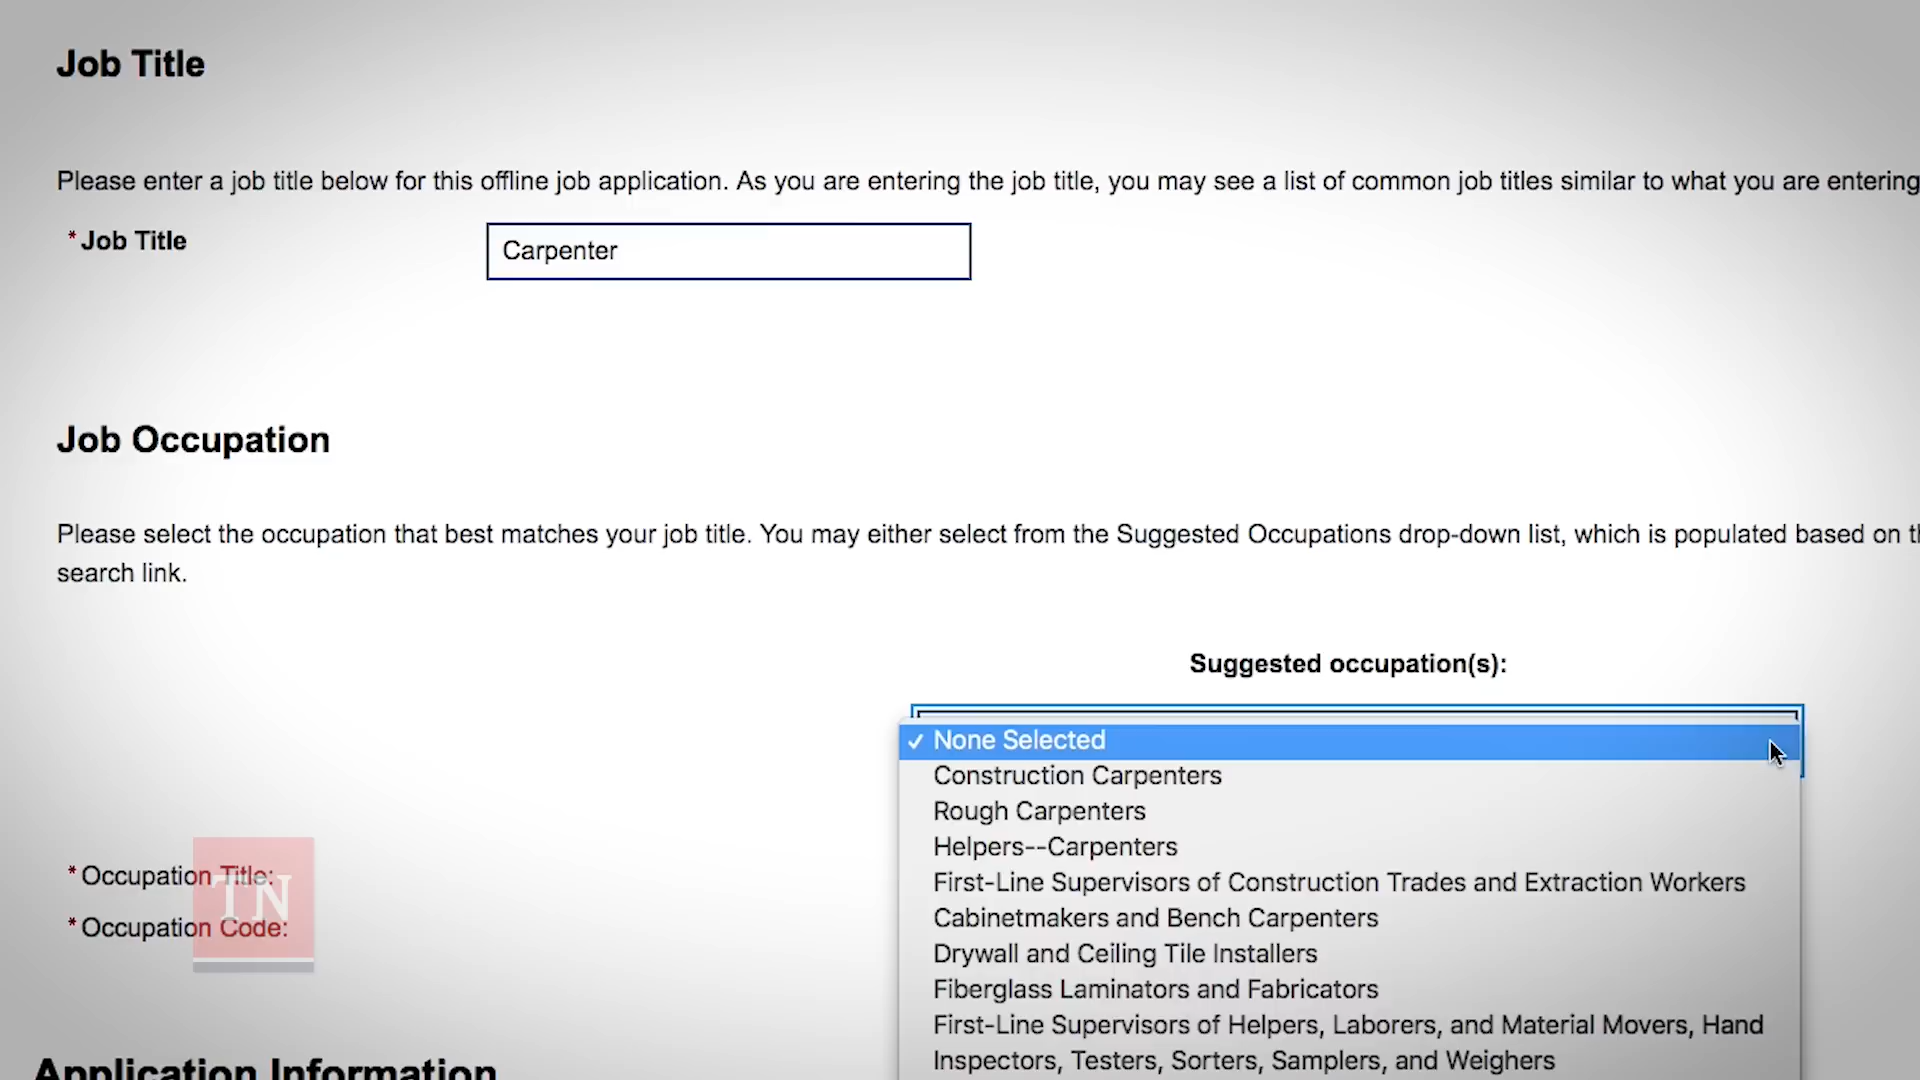 Job Title
Please enter a job title below for this offline job application. As you are entering the job title, you may see a list of common job titles similar to what you are entering
* Job Title
Carpenter
Job Occupation
Please select the occupation that best matches your job title. You may either select from the Suggested Occupations drop-down list, which is populated based on
search link.
Suggested occupation(s):
✓ None Selected
Construction Carpenters
Rough Carpenters
Helpers--Carpenters
* Occupation Title:
TN
First-Line Supervisors of Construction Trades and Extraction Workers
Cabinetmakers and Bench Carpenters
* Occupation Code:
Drywall and Ceiling Tile Installers
Fiberglass Laminators and Fabricators
First-Line Supervisors of Helpers, Laborers, and Material Movers, Hand
Inspectors, Testers, Sorters, Samplers, and Weighers
Application Information